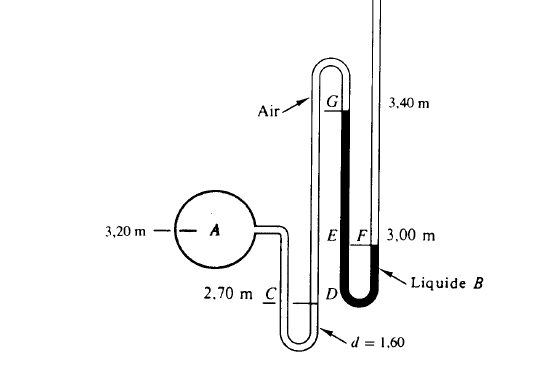 G
3,40 m
Air
3,20 m
A
E
F
3,00 m
Liquide B
2,70 m
C
D
d = 1,60